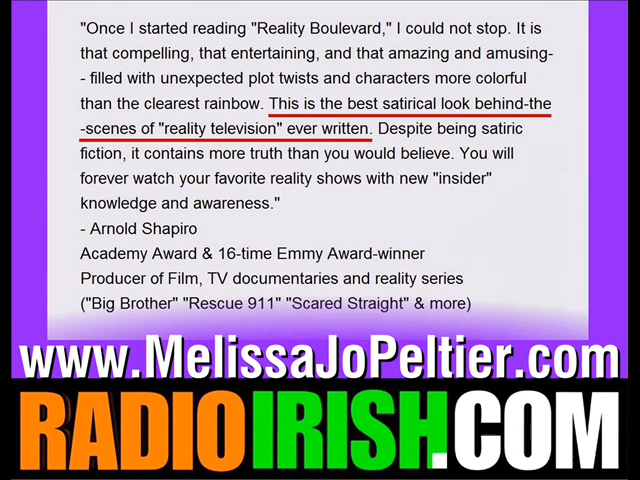 "Once I started reading "Reality Boulevard," I could not stop. It is
that compelling, that entertaining, and that amazing and amusing-
- filled with unexpected plot twists and characters more colorful
than the clearest rainbow. This is the best satirical look behind-the
-scenes of "reality television" ever written. Despite being satiric
fiction, it contains more truth than you would believe. You will
forever watch your favorite reality shows with new "insider"
knowledge and awareness."
- Arnold Shapiro
Academy Award & 16-time Emmy Award-winner
Producer of Film, TV documentaries and reality series
("Big Brother" "Rescue 911" "Scared Straight" & more)
www.MelissaJoPeltier.com
RADIOIRISH.COM